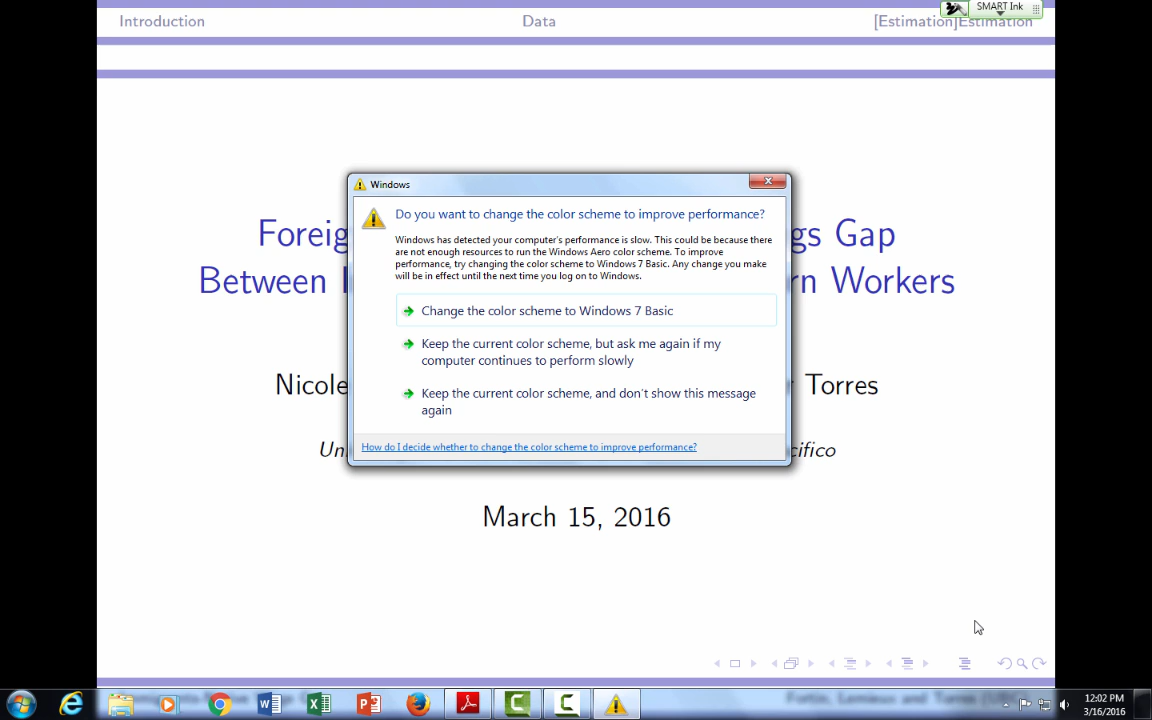 Introduction Data [Estimation]Estimation
SMART Ink
Windows
Do you want to change the color scheme to improve performance?
Windows has detected your computer's performance is slow. This could be because there
are not enough resources to run the Windows Aero color scheme. To improve
performance, try changing the color scheme to Windows 7 Basic. Any change you make
will be in effect until the next time you log on to Windows.
Change the color scheme to Windows 7 Basic
Keep the current color scheme, but ask me again if my
computer continues to perform slowly
Keep the current color scheme, and don't show this message
again
How do I decide whether to change the color scheme to improve performance?
Gap
Between Workers
Nicole Torres
March 15, 2016
Fortin, Lemieux and Torres
12:02 PM
3/16/2016